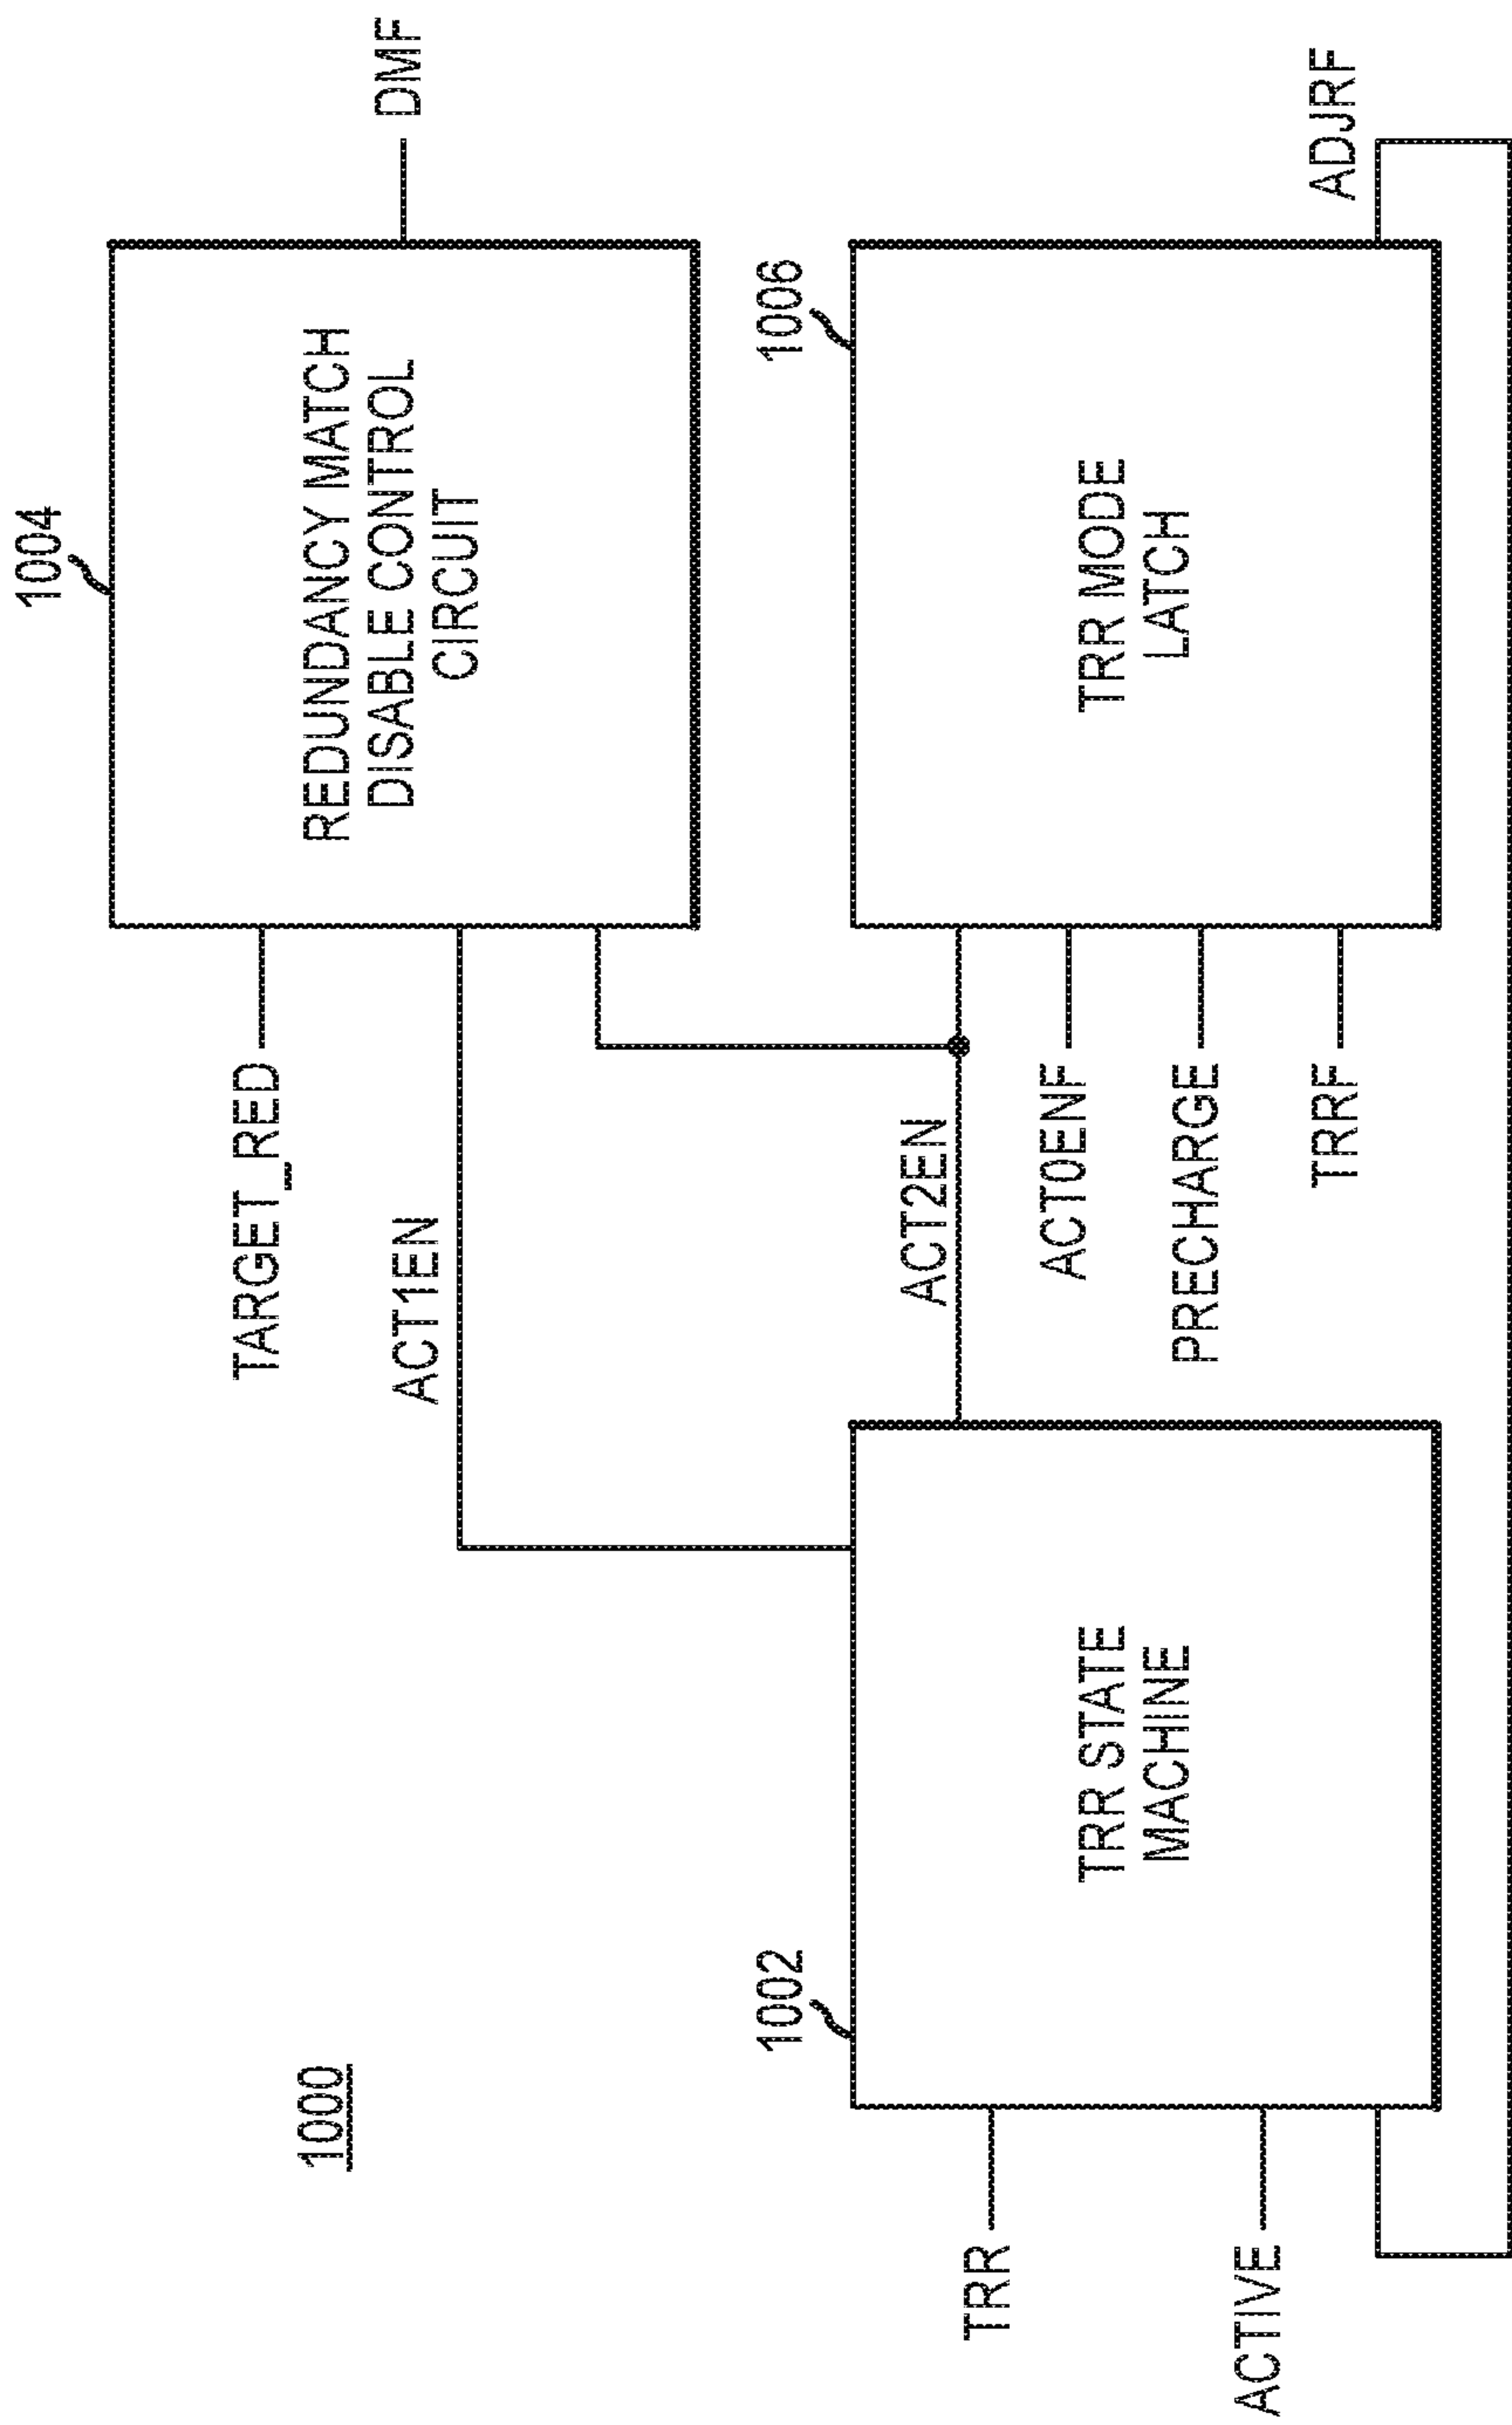 1000
1004
TARGET_RED
REDUNDANCY MATCH
DISABLE CONTROL
CIRCUIT
DMF
ACT1EN
1002
1006
TRR
TRR STATE
MACHINE
ACT2EN
ACT0ENF
TRR MODE
LATCH
PRECHARGE
ACTIVE
TRRF
ADJRF